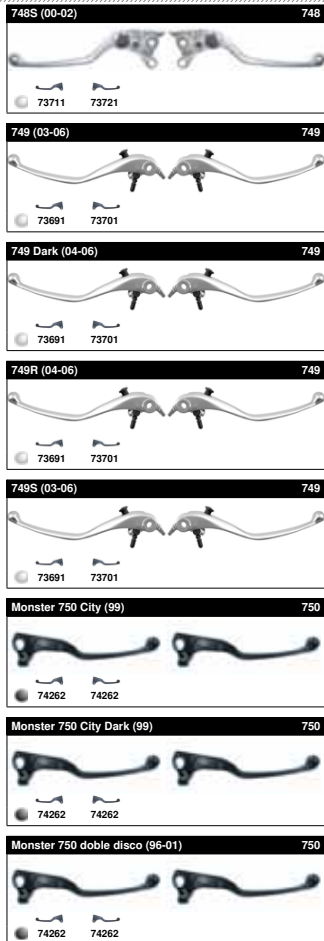 748S (00-02) 748
73711 73721
749 (03-06) 749
73691 73701
749 Dark (04-06) 749
73691 73701
749R (04-06) 749
73691 73701
749S (03-06) 749
73691 73701
Monster 750 City (99) 750
74262 74262
Monster 750 City Dark (99) 750
74262 74262
Monster 750 doble disco (96-01) 750
74262 74262